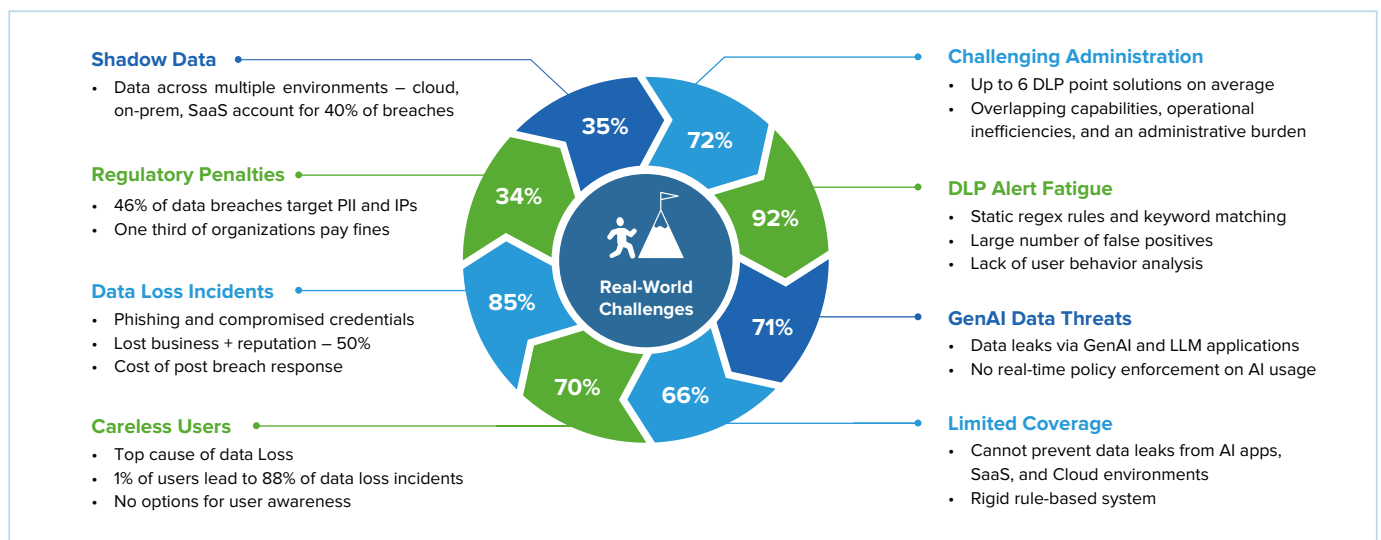 Shadow Data
• Data across multiple environments – cloud,
on-prem, SaaS account for 40% of breaches
Regulatory Penalties
• 46% of data breaches target PII and IPs
• One third of organizations pay fines
Data Loss Incidents
• Phishing and compromised credentials
• Lost business + reputation – 50%
• Cost of post breach response
Careless Users
• Top cause of data Loss
• 1% of users lead to 88% of data loss incidents
• No options for user awareness
35%
72%
34%
92%
85%
71%
70%
66%
Real-World
Challenges
Challenging Administration
• Up to 6 DLP point solutions on average
• Overlapping capabilities, operational
inefficiencies, and an administrative burden
DLP Alert Fatigue
• Static regex rules and keyword matching
• Large number of false positives
• Lack of user behavior analysis
GenAI Data Threats
• Data leaks via GenAI and LLM applications
• No real-time policy enforcement on AI usage
Limited Coverage
• Cannot prevent data leaks from AI apps,
SaaS, and Cloud environments
• Rigid rule-based system